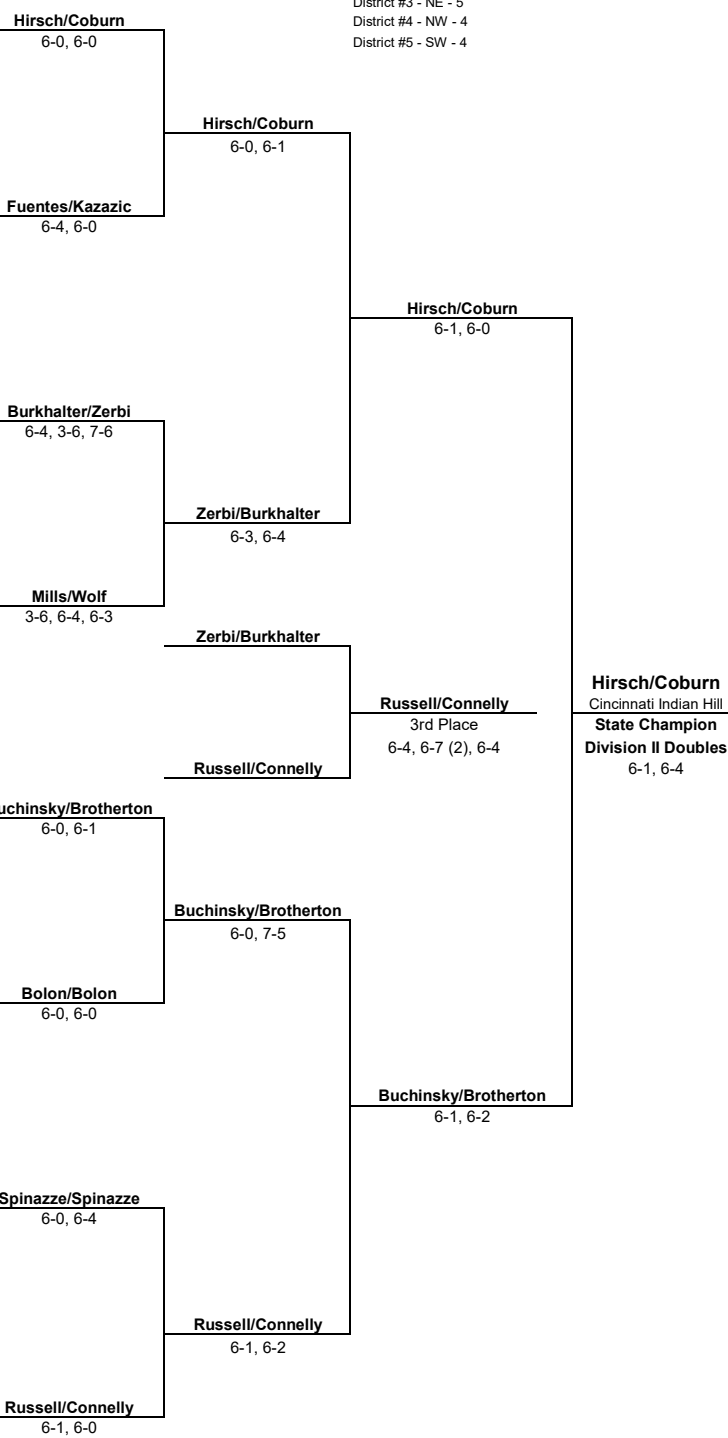 District #3 - NE - 5
Hirsch/Coburn
District #4 - NW - 4
6-0, 6-0
District #5 - SW - 4
Hirsch/Coburn
6-0, 6-1
Fuentes/Kazazic
6-4, 6-0
Hirsch/Coburn
6-1, 6-0
Burkhalter/Zerbi
6-4, 3-6, 7-6
Zerbi/Burkhalter
6-3, 6-4
Mills/Wolf
3-6, 6-4, 6-3
Zerbi/Burkhalter
Hirsch/Coburn
Russell/Connelly
Cincinnati Indian Hill
3rd Place
State Champion
6-4, 6-7 (2), 6-4
Division II Doubles
Russell/Connelly
6-1, 6-4
uchinsky/Brotherton
6-0, 6-1
Buchinsky/Brotherton
6-0, 7-5
Bolon/Bolon
6-0, 6-0
Buchinsky/Brotherton
6-1, 6-2
Spinazze/Spinazze
6-0, 6-4
Russell/Connelly
6-1, 6-2
Russell/Connelly
6-1, 6-0